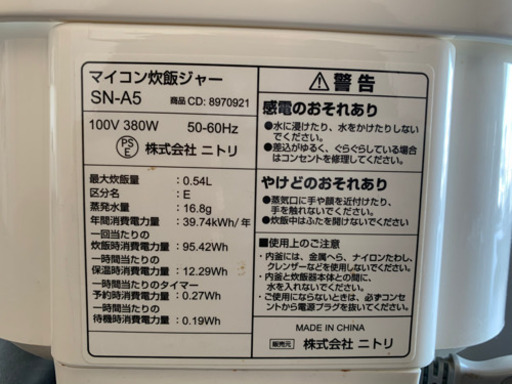 マイコン炊飯ジャー
SN-A5 商品CD: 8970921
100V 380W 50-60Hz
PSE 株式会社 ニトリ
最大炊飯量 : 0.54L
区分名 : E
蒸発水量 : 16.8g
年間消費電力量 : 39.74kWh/年
一回当たりの
炊飯時消費電力量 : 95.42Wh
一時間当たりの
保温時消費電力量 : 12.29Wh
一時間当たりのタイマー
予約時消費電力量 : 0.27Wh
一時間当たりの
待機時消費電力量 : 0.19Wh
警告
感電のおそれあり
●水に浸けたり、水をかけたりしない
でください。
●差込がゆるく、ぐらぐらしている場合
はコンセントを修理してください。
やけどのおそれあり
●蒸気口に手や顔を近付けたり、
手を触れないでください。
●炊飯中はふたを開けないでください
■使用上のご注意
・内釜には、金属へら、ナイロンたわし、
クレンザーなどを使用しないでください。
・内釜と炊飯器本体との間に、
水を入れないでください。
・ご使用にならないときは、必ずコンセ
ントから電源プラグを抜いてください。
MADE IN CHINA
販売元 株式会社 ニトリ